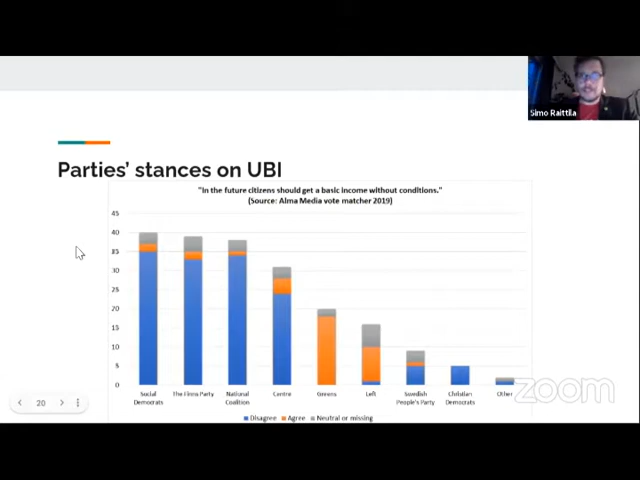 Simo Raittila
Parties' stances on UBI
"In the future citizens should get a basic income without conditions."
(Source: Alma Media vote matcher 2019)
45
40
35
30
25
20
15
10
5
0
Social Democrats
The Finns Party
National Coalition
Centre
Greens
Left
Swedish People's Party
Christian Democrats
Other
Disagree Agree Neutral or missing
20
zoom